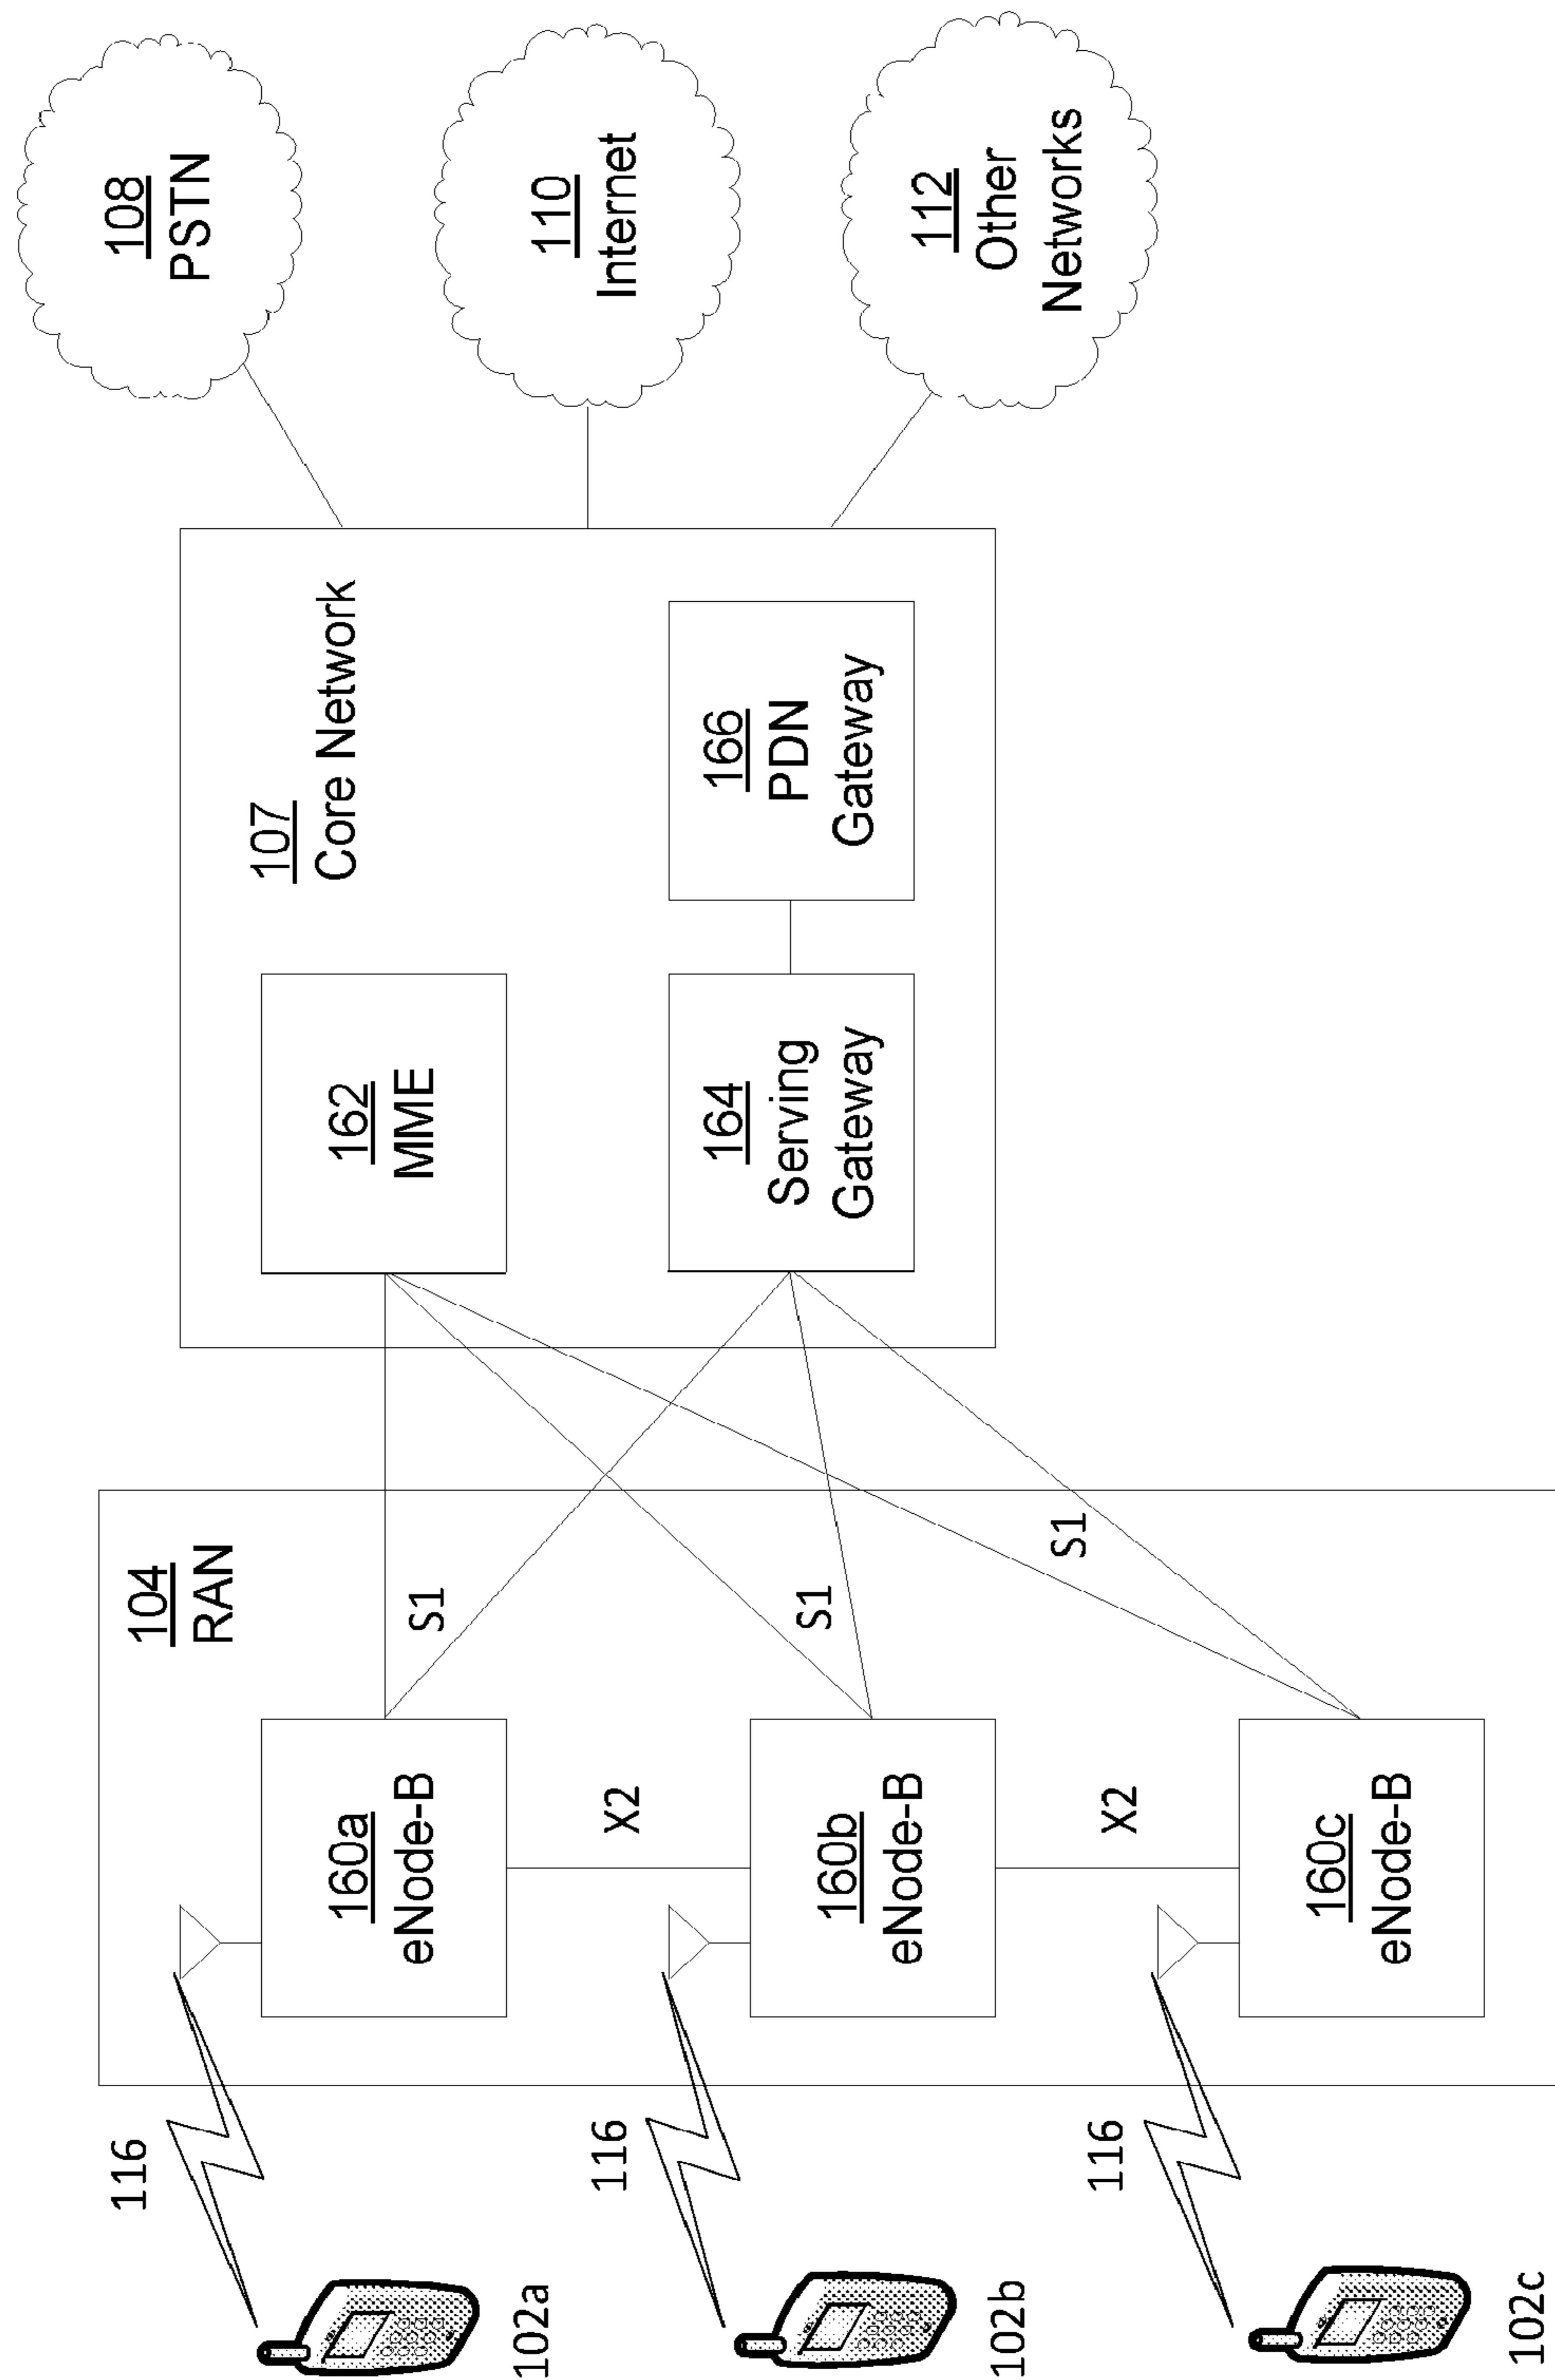 102a
102b
102c
116
116
116
104
RAN
160a
eNode-B
160b
eNode-B
160c
eNode-B
X2
X2
S1
S1
S1
107
Core Network
162
MME
164
Serving
Gateway
166
PDN
Gateway
108
PSTN
110
Internet
112
Other
Networks